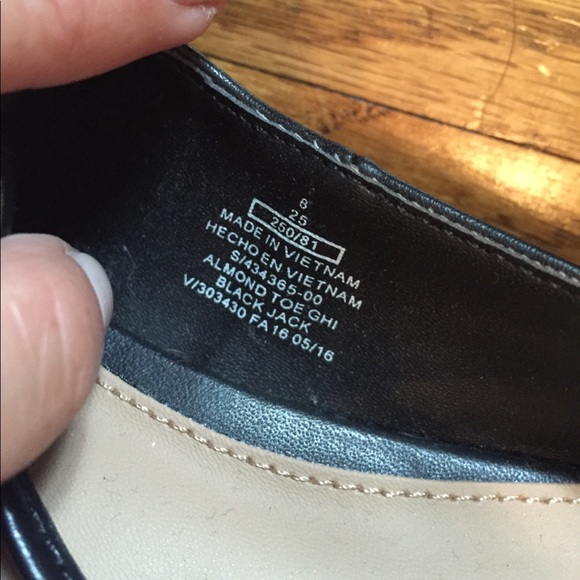 8
25
250/81
MADE IN VIETNAM
HECHO EN VIETNAM
S/434365-00
ALMOND TOE GHI
BLACK JACK
V/303430 FA16 05/16